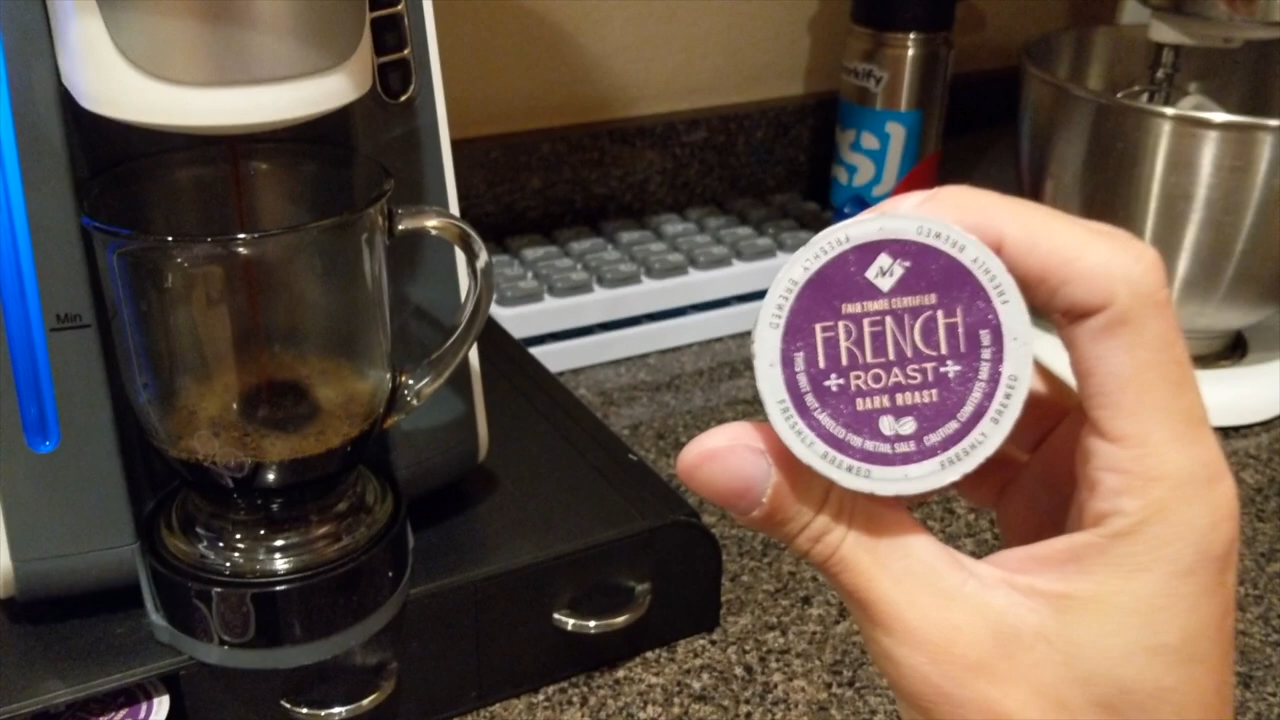 Min
sj
FRESHLY BREWED
FRESHLY BREWED
FAIR TRADE CERTIFIED
FRENCH
ROAST
DARK ROAST
THIS UNIT NOT LABELED FOR RETAIL SALE
CAUTION: CONTENTS MAY BE HOT
FRESHLY BREWED
FRESHLY BREWED